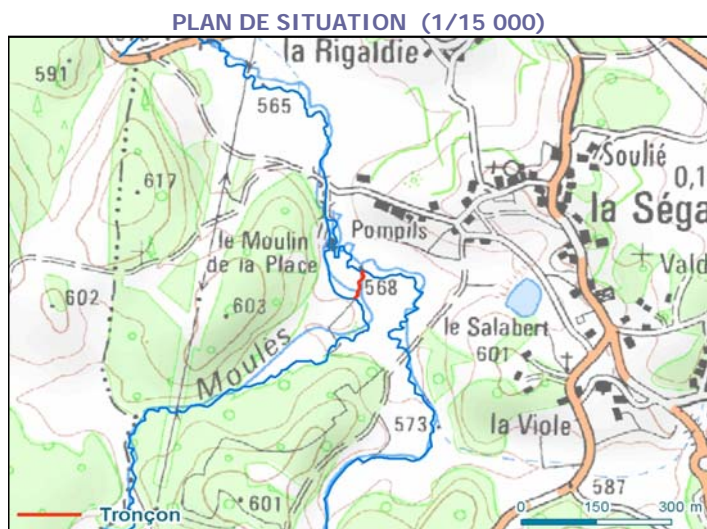 PLAN DE SITUATION (1/15 000)
la Rigaldie
591
565
Soulié
617
0,1
la Séga
Pompils
le Moulin
de la Place
Vald
568
602
603
le Salabert
601
Moulès
573
la Viole
587
601
Tronçon
0 150 300 m